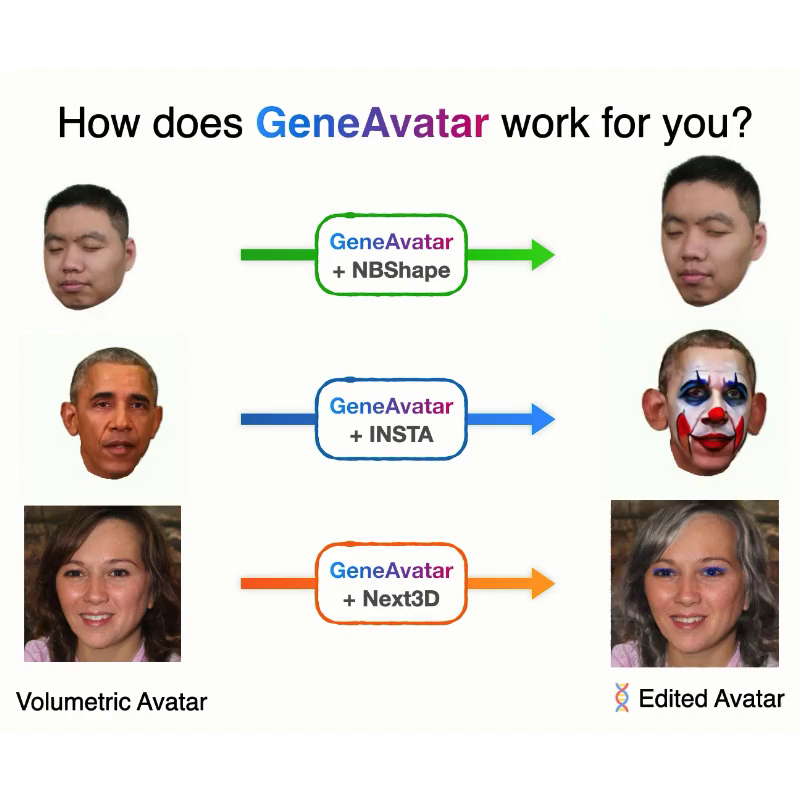 How does GeneAvatar work for you?
GeneAvatar
+ NBShape
GeneAvatar
+ INSTA
GeneAvatar
+ Next3D
Volumetric Avatar
Edited Avatar